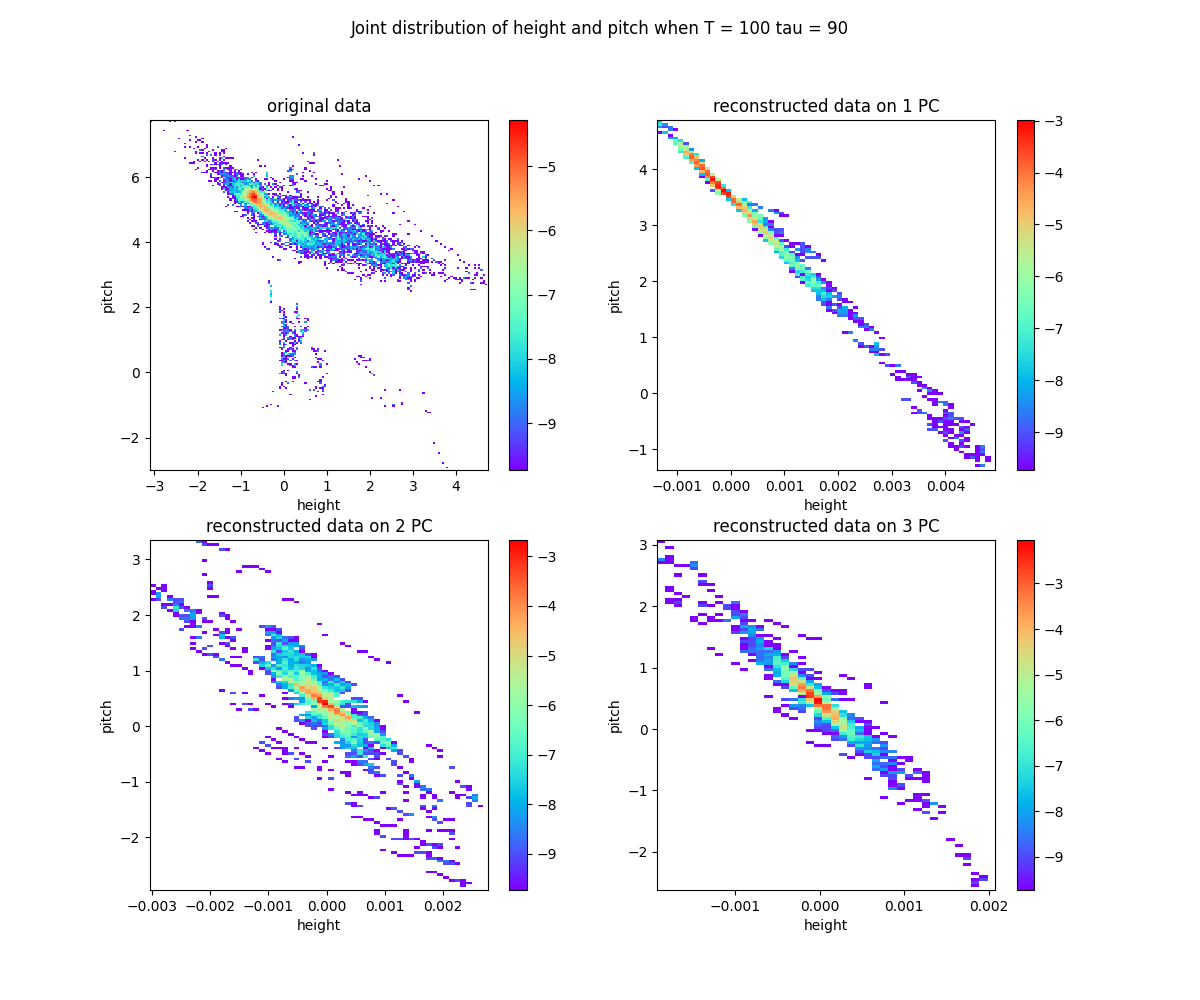 Joint distribution of height and pitch when T = 100 tau = 90
original data
6
4
2
0
−2
pitch
−3 −2 −1 0 1 2 3 4
height
−5
−6
−7
−8
−9
reconstructed data on 1 PC
4
3
2
1
0
−1
pitch
−0.001 0.000 0.001 0.002 0.003 0.004
height
−3
−4
−5
−6
−7
−8
−9
reconstructed data on 2 PC
3
2
1
0
−1
−2
pitch
−0.003 −0.002 −0.001 0.000 0.001 0.002
height
−3
−4
−5
−6
−7
−8
−9
reconstructed data on 3 PC
3
2
1
0
−1
−2
pitch
−0.001 0.000 0.001 0.002
height
−3
−4
−5
−6
−7
−8
−9